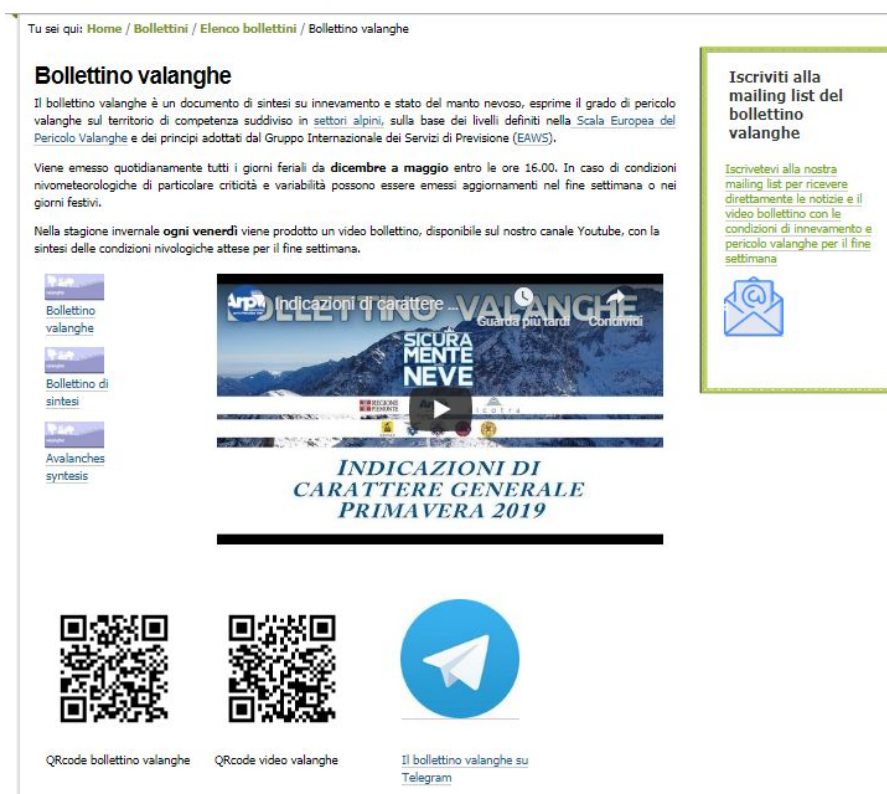 Tu sei qui: Home / Bollettini / Elenco bollettini / Bollettino valanghe
Bollettino valanghe
Il bollettino valanghe è un documento di sintesi su innevamento e stato del manto nevoso, esprime il grado di pericolo
valanghe sul territorio di competenza suddiviso in settori alpini, sulla base dei livelli definiti nella Scala Europea del
Pericolo Valanghe e dei principi adottati dal Gruppo Internazionale dei Servizi di Previsione (EAWS).
Viene emesso quotidianamente tutti i giorni feriali da dicembre a maggio entro le ore 16.00. In caso di condizioni
nivometeorologiche di particolare criticità e variabilità possono essere emessi aggiornamenti nel fine settimana o nei
giorni festivi.
Nella stagione invernale ogni venerdì viene prodotto un video bollettino, disponibile sul nostro canale Youtube, con la
sintesi delle condizioni nivologiche attese per il fine settimana.
Bollettino
valanghe
Bollettino di
sintesi
Avalanches
syntesis
BOLLETTINO VALANGHE
Indicazioni di carattere ...
Guarda più tardi
Condividi
SICURA
MENTE
NEVE
REGIONE
PIEMONTE
INDICAZIONI DI
CARATTERE GENERALE
PRIMAVERA 2019
QRcode bollettino valanghe
QRcode video valanghe
Il bollettino valanghe su
Telegram
Iscriviti alla
mailing list del
bollettino
valanghe
Iscrivetevi alla nostra
mailing list per ricevere
direttamente le notizie e il
video bollettino con le
condizioni di innevamento e
pericolo valanghe per il fine
settimana